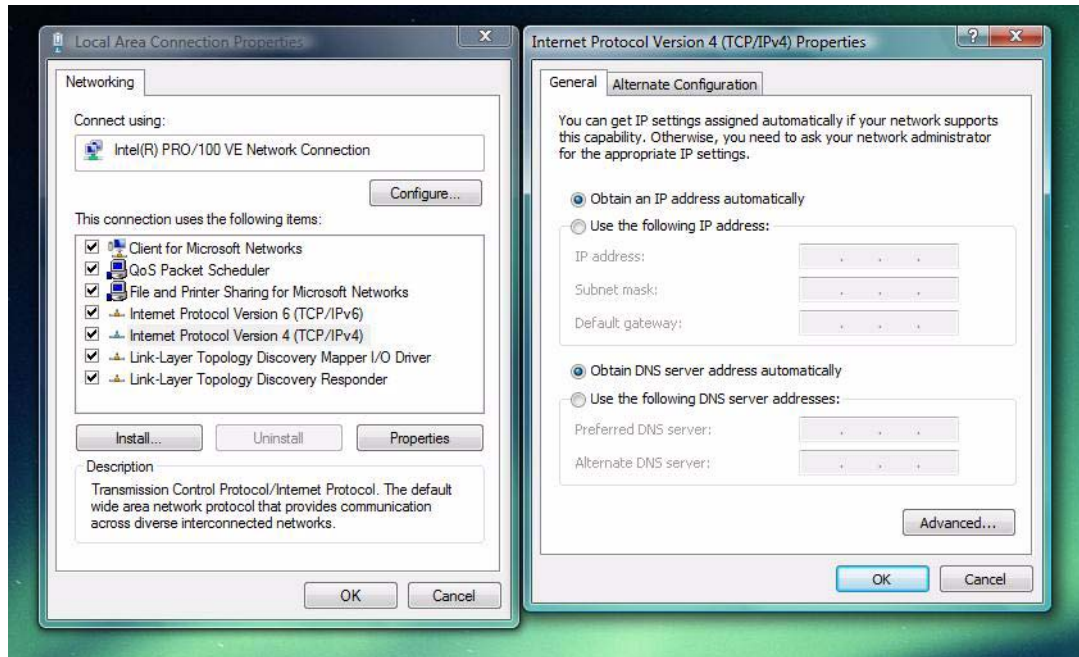 Local Area Connection Properties
Networking
Connect using:
Intel(R) PRO/100 VE Network Connection
Configure...
This connection uses the following items:
Client for Microsoft Networks
QoS Packet Scheduler
File and Printer Sharing for Microsoft Networks
Internet Protocol Version 6 (TCP/IPv6)
Internet Protocol Version 4 (TCP/IPv4)
Link-Layer Topology Discovery Mapper I/O Driver
Link-Layer Topology Discovery Responder
Install...
Uninstall
Properties
Description
Transmission Control Protocol/Internet Protocol. The default
wide area network protocol that provides communication
across diverse interconnected networks.
OK
Cancel
Internet Protocol Version 4 (TCP/IPv4) Properties
General
Alternate Configuration
You can get IP settings assigned automatically if your network supports
this capability. Otherwise, you need to ask your network administrator
for the appropriate IP settings.
Obtain an IP address automatically
Use the following IP address:
IP address:
Subnet mask:
Default gateway:
Obtain DNS server address automatically
Use the following DNS server addresses:
Preferred DNS server:
Alternate DNS server:
Advanced...
OK
Cancel